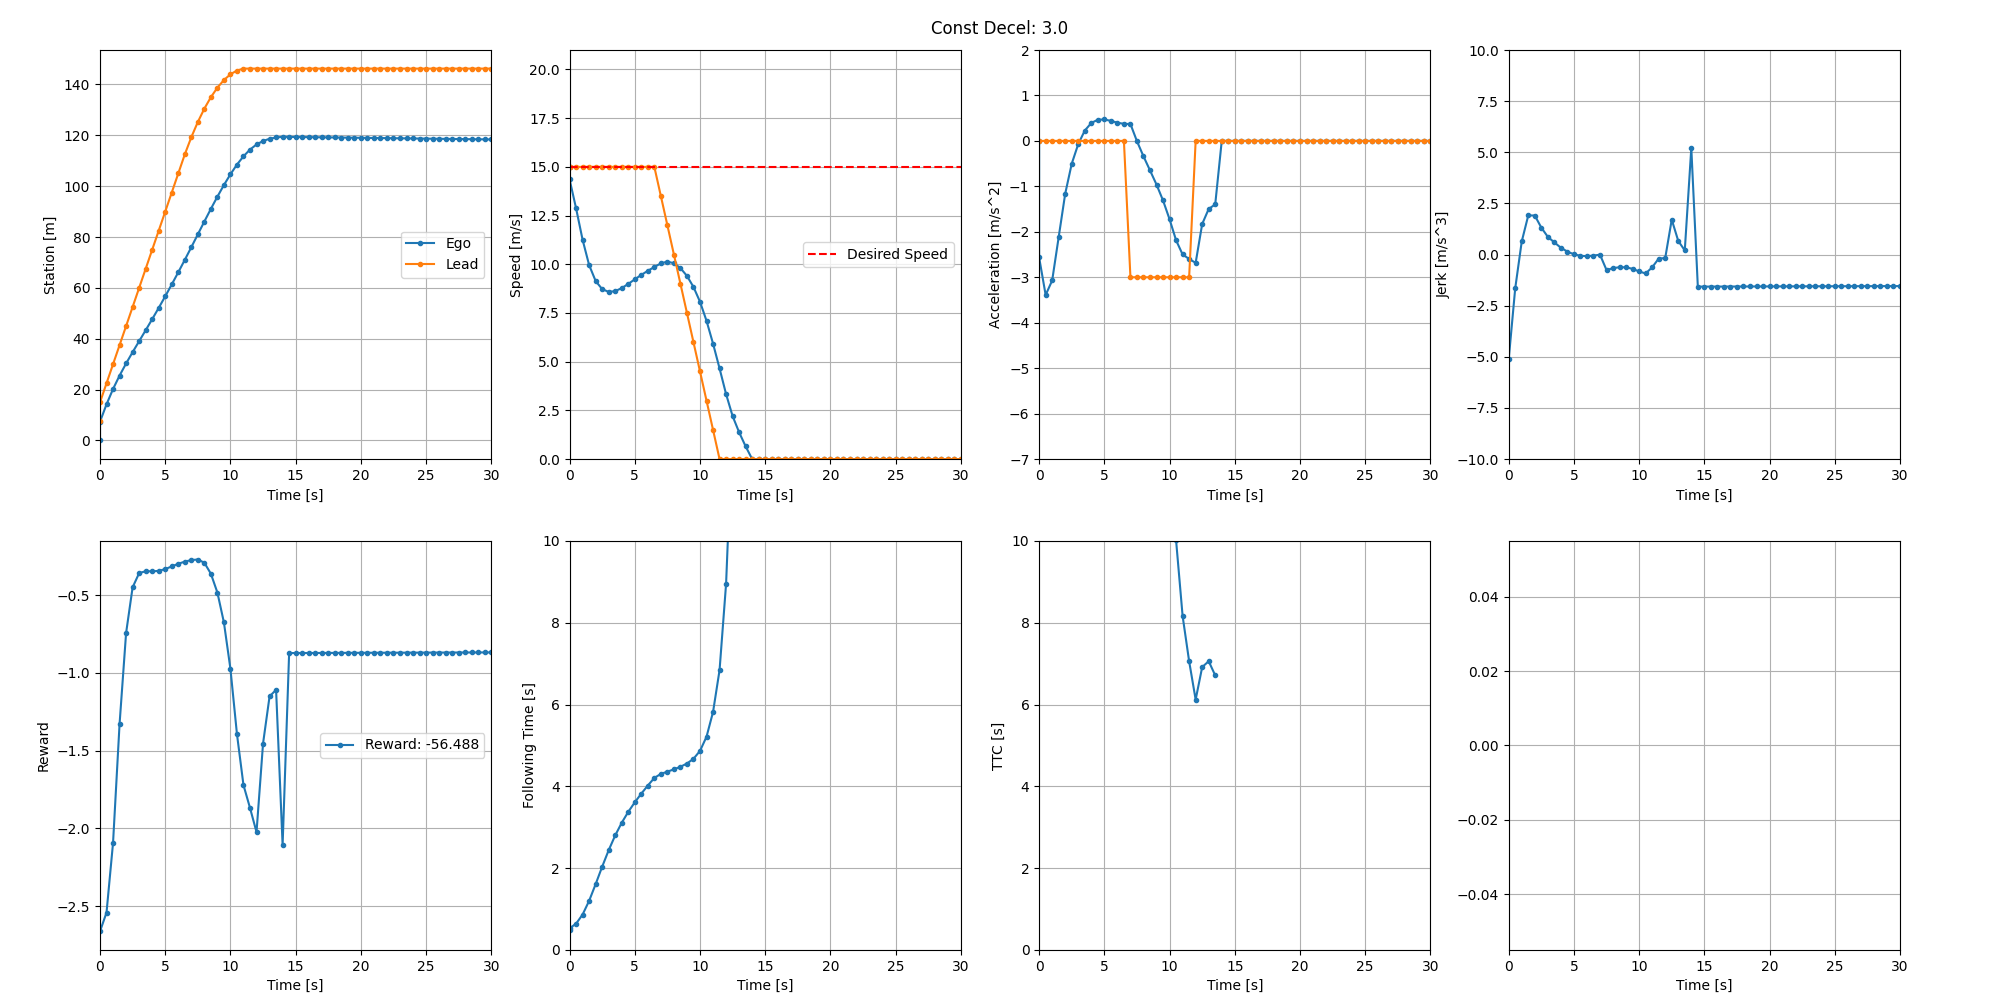 Const Decel: 3.0
Station [m]
140
120
100
80
60
40
20
0
Ego
Lead
0 5 10 15 20 25 30
Time [s]
Speed [m/s]
20.0
17.5
15.0
12.5
10.0
7.5
5.0
2.5
0.0
Desired Speed
0 5 10 15 20 25 30
Time [s]
Acceleration [m/s^2]
2
1
0
−1
−2
−3
−4
−5
−6
−7
0 5 10 15 20 25 30
Time [s]
Jerk [m/s^3]
10.0
7.5
5.0
2.5
0.0
−2.5
−5.0
−7.5
−10.0
0 5 10 15 20 25 30
Time [s]
Reward
−0.5
−1.0
−1.5
−2.0
−2.5
Reward: -56.488
0 5 10 15 20 25 30
Time [s]
Following Time [s]
10
8
6
4
2
0
0 5 10 15 20 25 30
Time [s]
TTC [s]
10
8
6
4
2
0
0 5 10 15 20 25 30
Time [s]
0.04
0.02
0.00
−0.02
−0.04
0 5 10 15 20 25 30
Time [s]